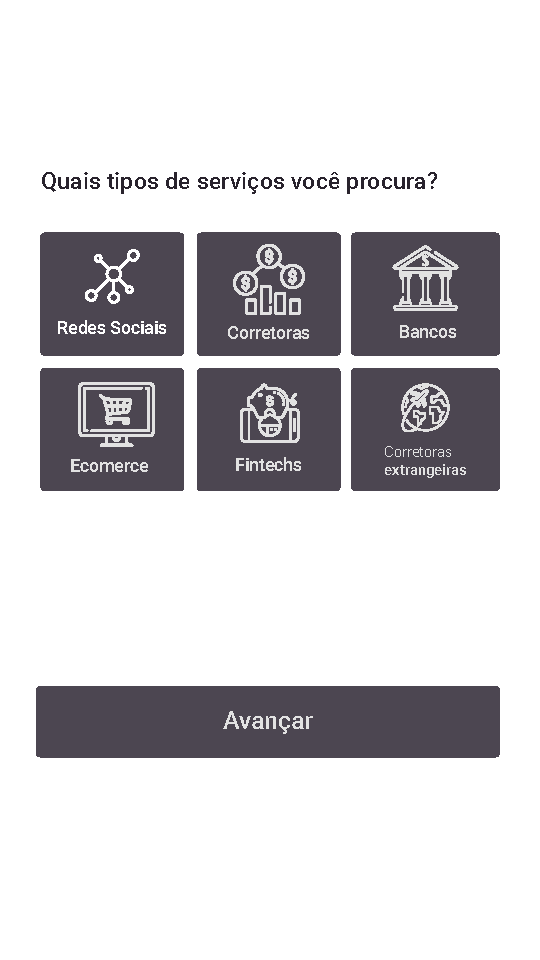 Quais tipos de serviços você procura?
Redes Sociais
Corretoras
Bancos
Ecomerce
Fintechs
Corretoras
extrangeiras
Avançar